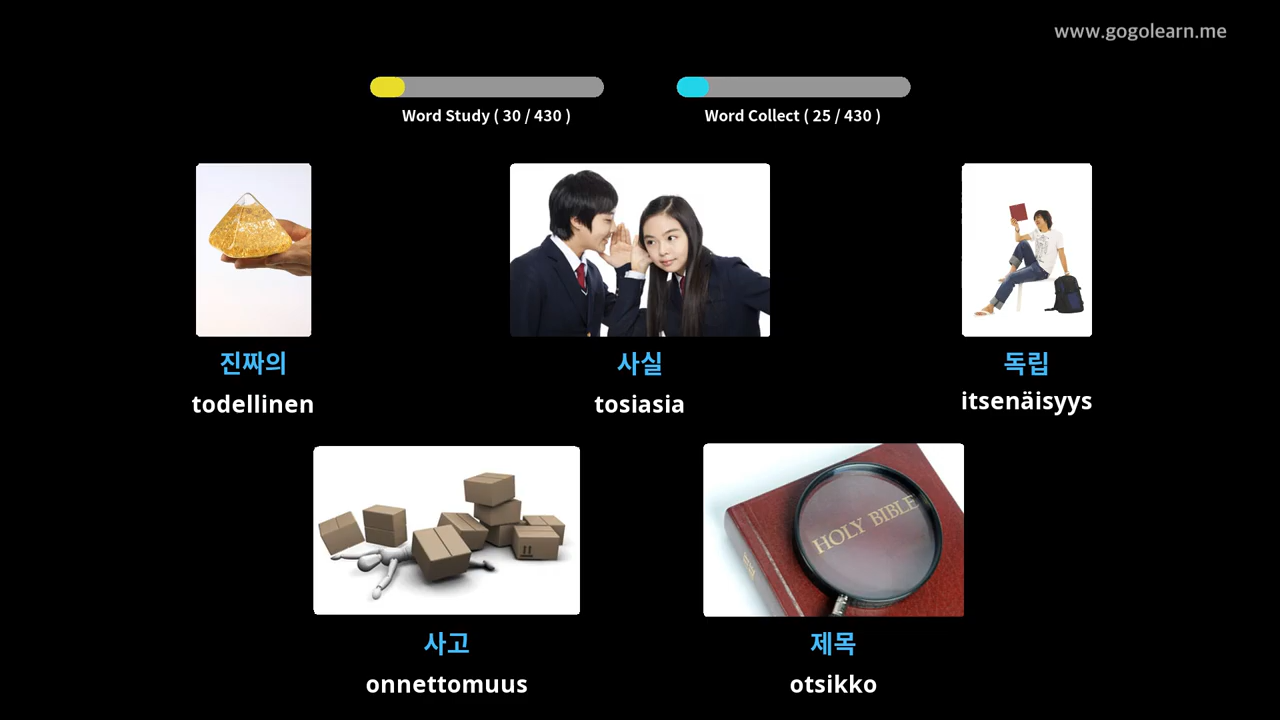 www.gogolearn.me
Word Study ( 30 / 430 )
Word Collect ( 25 / 430 )
진짜의
todellinen
사실
tosiasia
독립
itsenäisyys
HOLY BIBLE
사고
onnettomuus
제목
otsikko